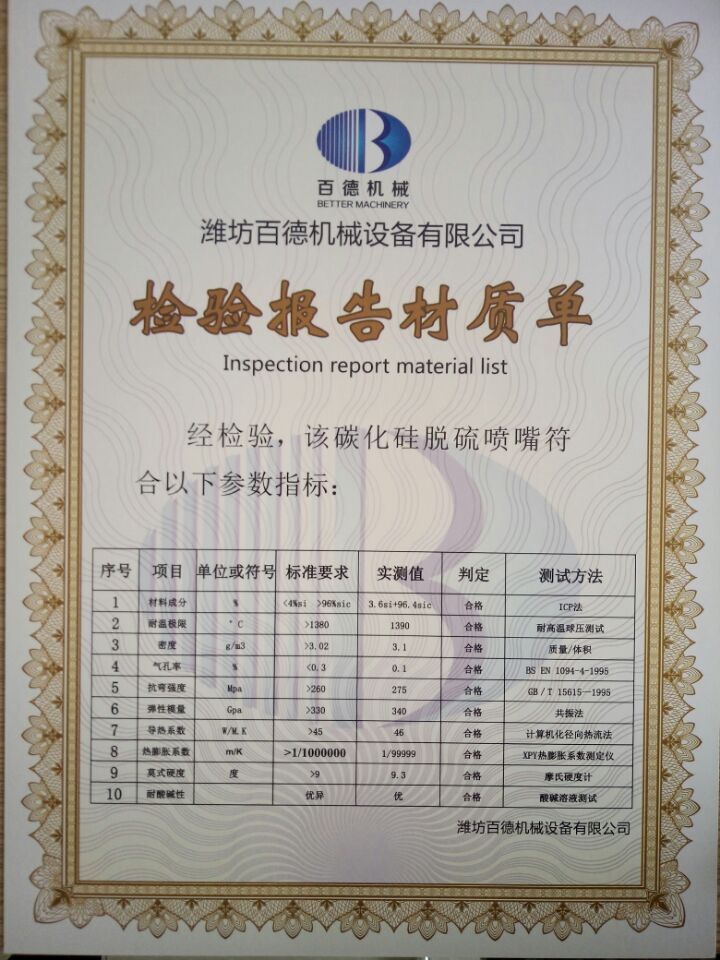 百德机械
BETTER MACHINERY
潍坊百德机械设备有限公司
检验报告材质单
Inspection report material list
经检验，该碳化硅脱硫喷嘴符
合以下参数指标：
序号 项目 单位或符号 标准要求 实测值 判定 测试方法
1 材料成分 % <4%si >96%sic 3.6si+96.4sic 合格 ICP法
2 耐温极限 °C >1380 1390 合格 耐高温球压测试
3 密度 g/m3 >3.02 3.1 合格 质量/体积
4 气孔率 % <0.3 0.1 合格 BS EN 1094-4-1995
5 抗弯强度 Mpa >260 275 合格 GB/T 15615—1995
6 弹性模量 Gpa >330 340 合格 共振法
7 导热系数 W/M.K >45 46 合格 计算机化径向热流法
8 热膨胀系数 m/K >1/1000000 1/99999 合格 XPY热膨胀系数测定仪
9 莫式硬度 度 >9 9.3 合格 摩氏硬度计
10 耐酸碱性 优异 优 合格 酸碱溶液测试
潍坊百德机械设备有限公司